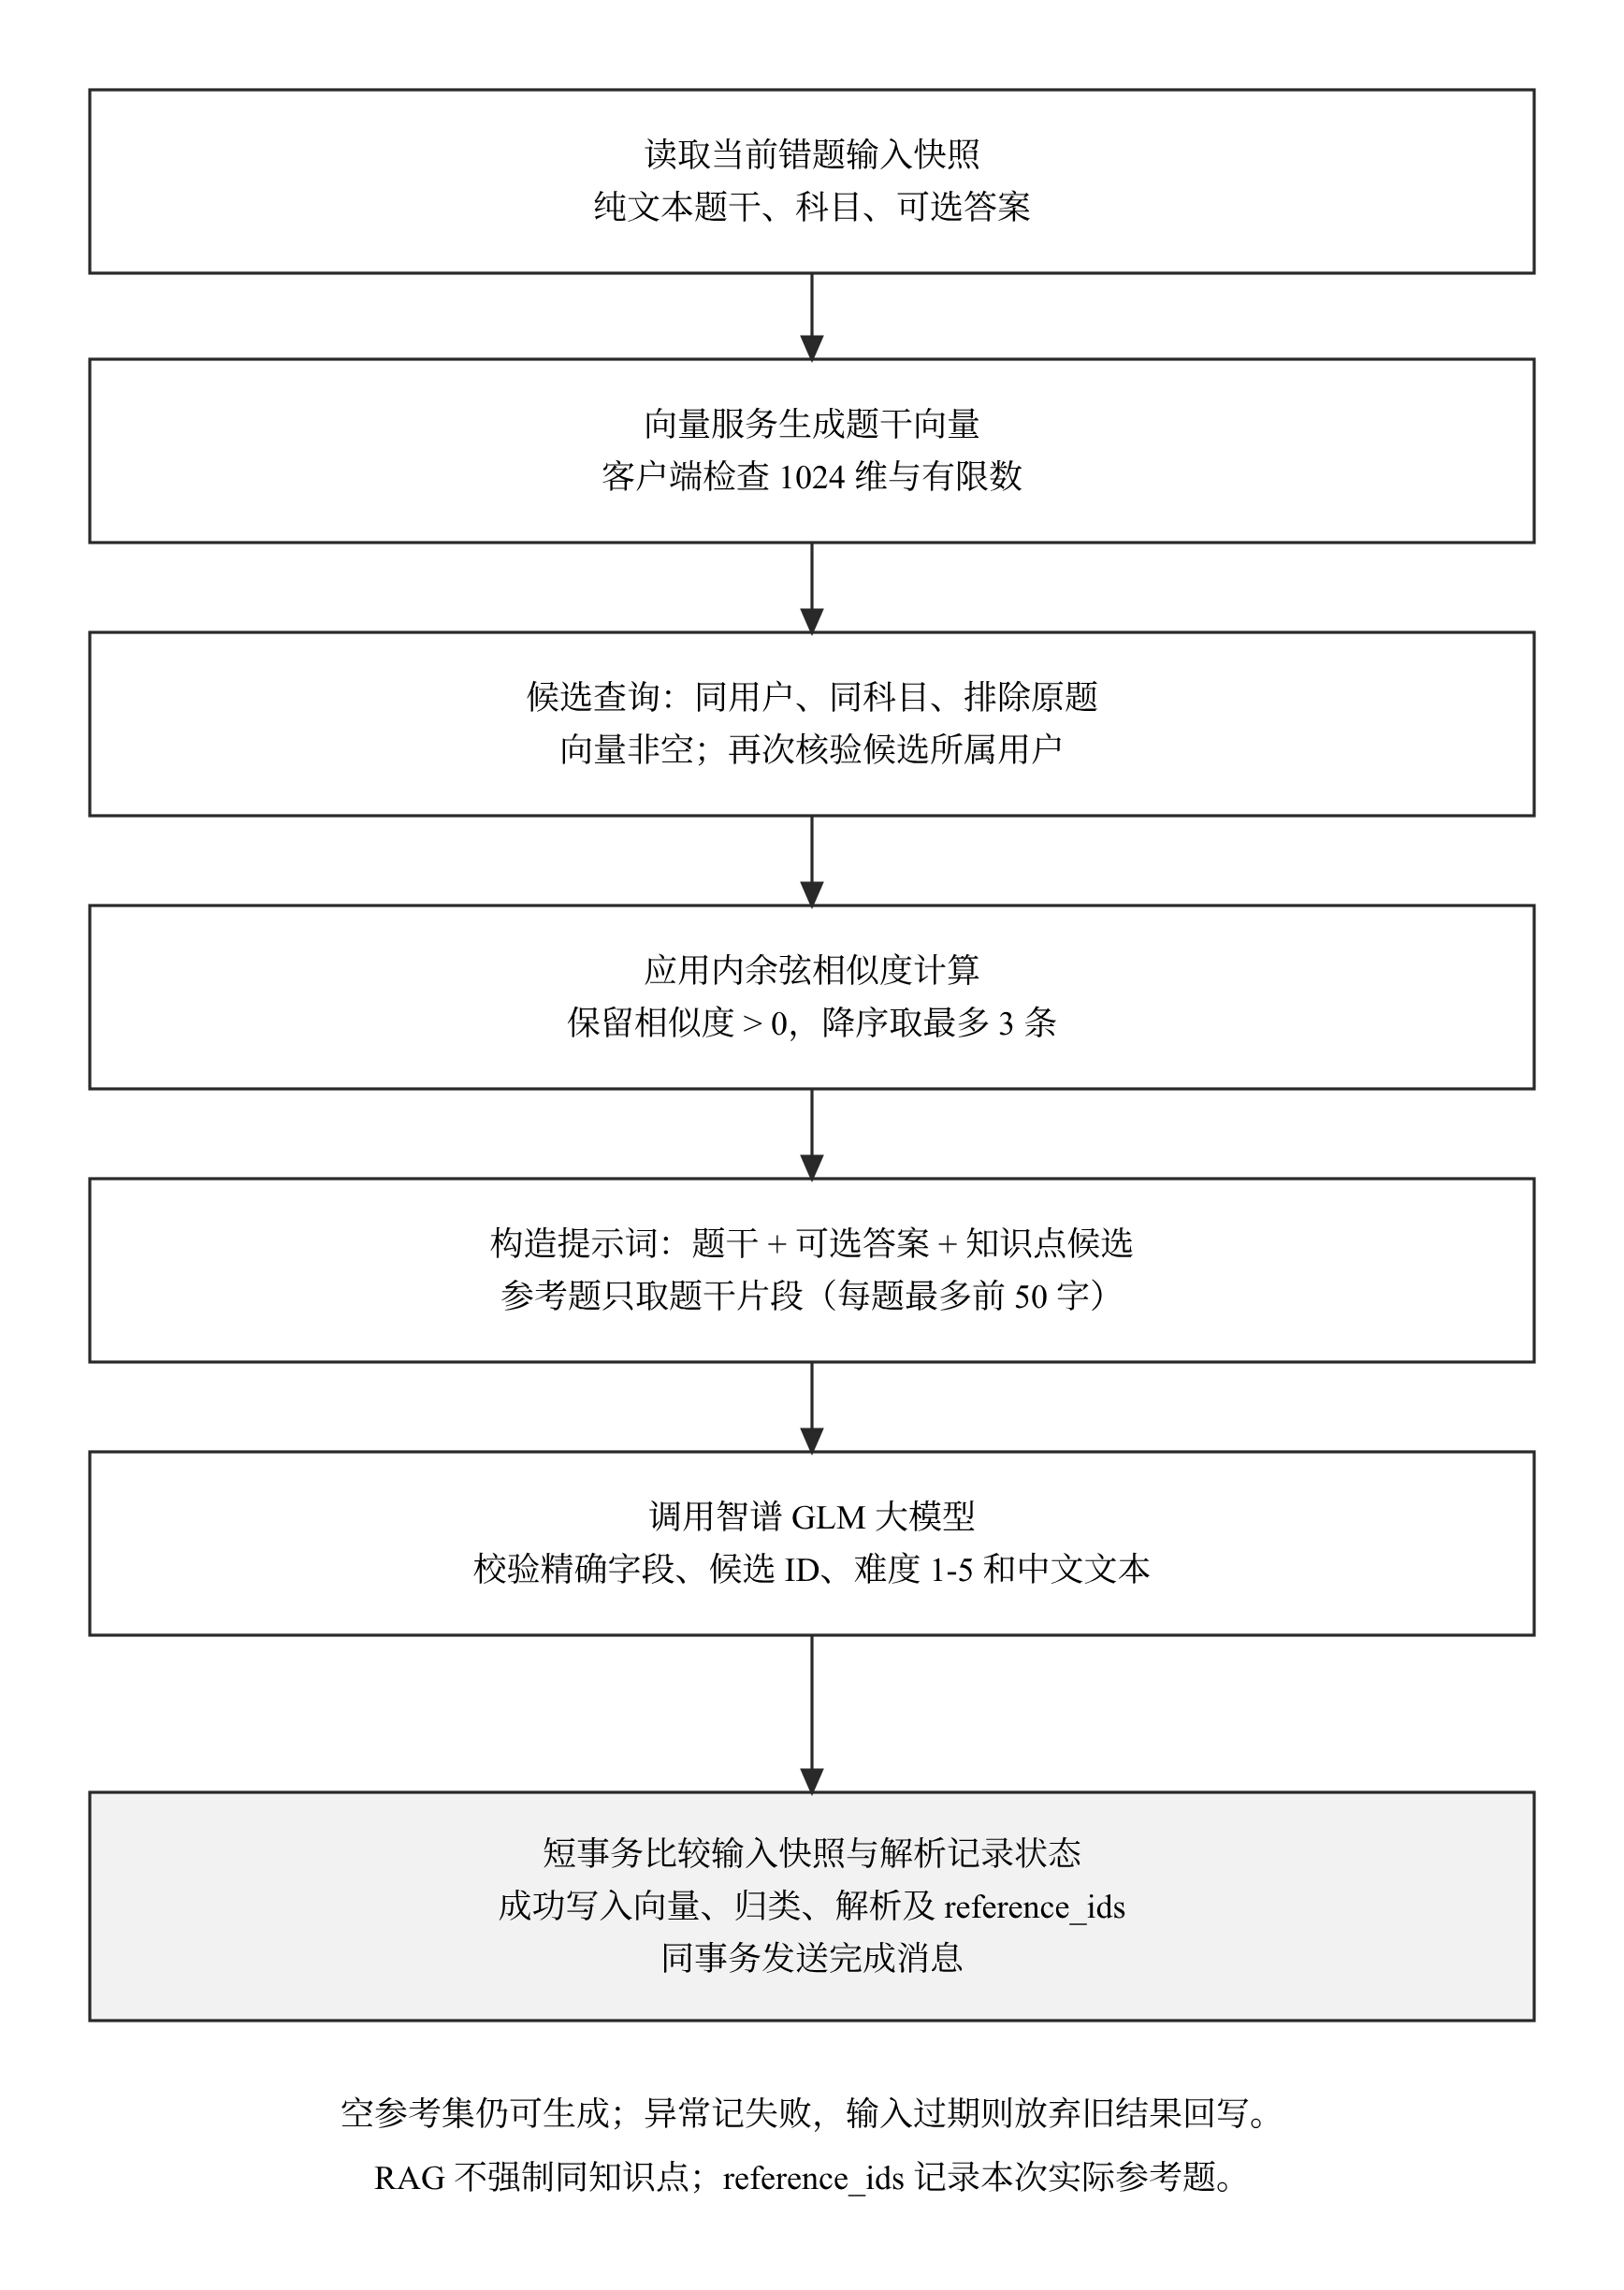 读取当前错题输入快照
纯文本题干、科目、可选答案
向量服务生成题干向量
客户端检查 1024 维与有限数
候选查询：同用户、同科目、排除原题
向量非空；再次核验候选所属用户
应用内余弦相似度计算
保留相似度 > 0，降序取最多 3 条
构造提示词：题干 + 可选答案 + 知识点候选
参考题只取题干片段（每题最多前 50 字）
调用智谱 GLM 大模型
校验精确字段、候选 ID、难度 1-5 和中文文本
短事务比较输入快照与解析记录状态
成功写入向量、归类、解析及 reference_ids
同事务发送完成消息
空参考集仍可生成；异常记失败，输入过期则放弃旧结果回写。
RAG 不强制同知识点；reference_ids 记录本次实际参考题。